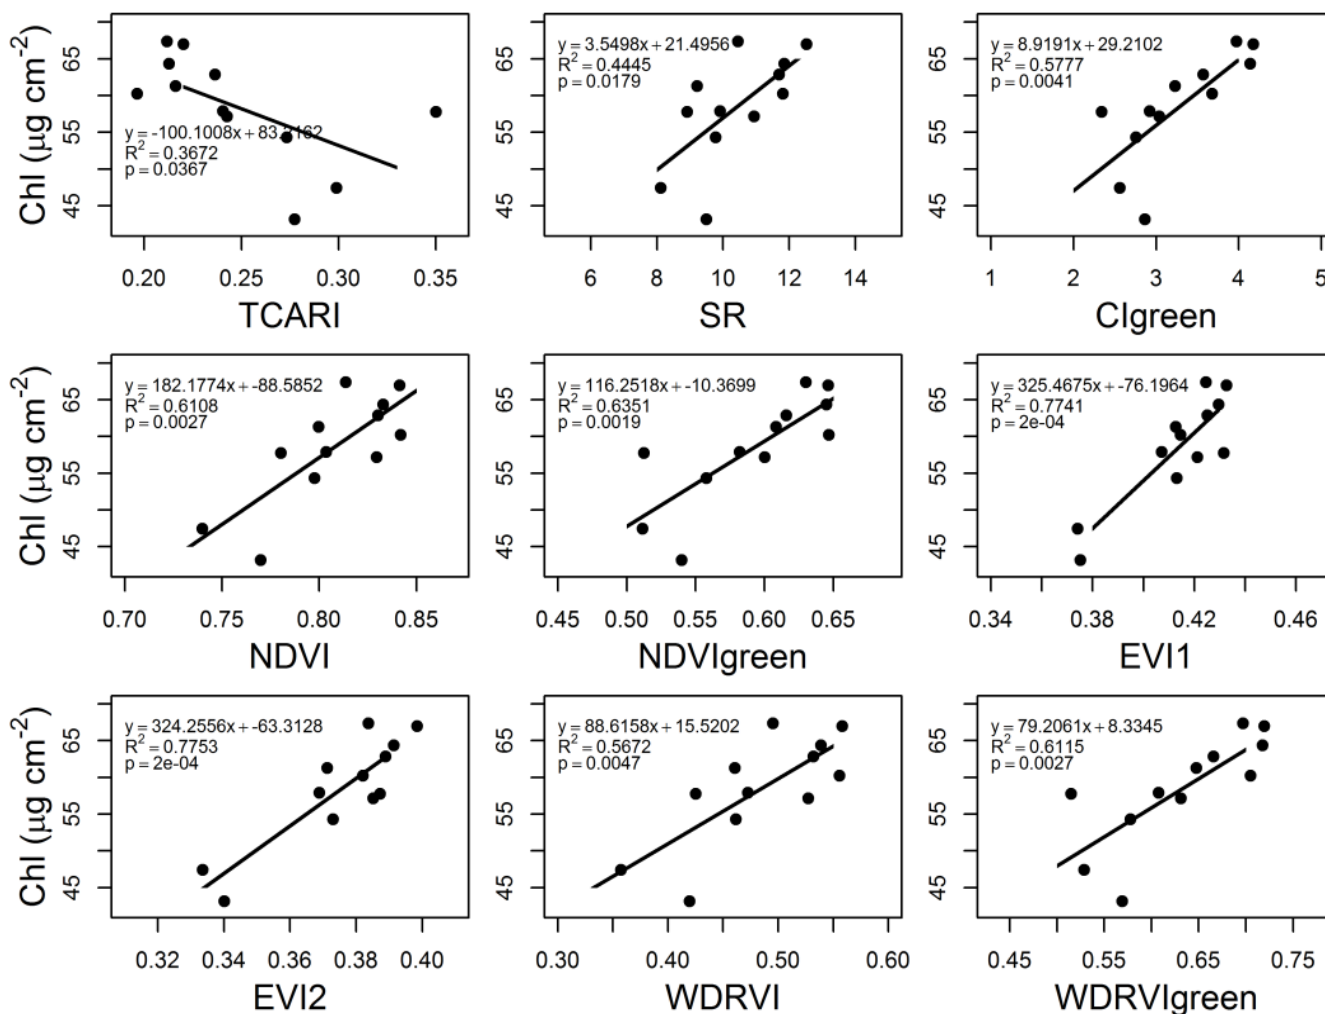 Chl (µg cm-2)
65
55
45
y = -100.1008x + 83.2162
R2 = 0.3672
p = 0.0367
0.20 0.25 0.30 0.35
TCARI
y = 3.5498x + 21.4956
R2 = 0.4445
p = 0.0179
65
55
45
6 8 10 12 14
SR
y = 8.9191x + 29.2102
R2 = 0.5777
p = 0.0041
65
55
45
1 2 3 4 5
CIgreen
Chl (µg cm-2)
65
55
45
y = 182.1774x + -88.5852
R2 = 0.6108
p = 0.0027
0.70 0.75 0.80 0.85
NDVI
y = 116.2518x + -10.3699
R2 = 0.6351
p = 0.0019
65
55
45
0.45 0.50 0.55 0.60 0.65
NDVIgreen
y = 325.4675x + -76.1964
R2 = 0.7741
p = 2e-04
65
55
45
0.34 0.38 0.42 0.46
EVI1
Chl (µg cm-2)
65
55
45
y = 324.2556x + -63.3128
R2 = 0.7753
p = 2e-04
0.32 0.34 0.36 0.38 0.40
EVI2
y = 88.6158x + 15.5202
R2 = 0.5672
p = 0.0047
65
55
45
0.30 0.40 0.50 0.60
WDRVI
y = 79.2061x + 8.3345
R2 = 0.6115
p = 0.0027
65
55
45
0.45 0.55 0.65 0.75
WDRVIgreen